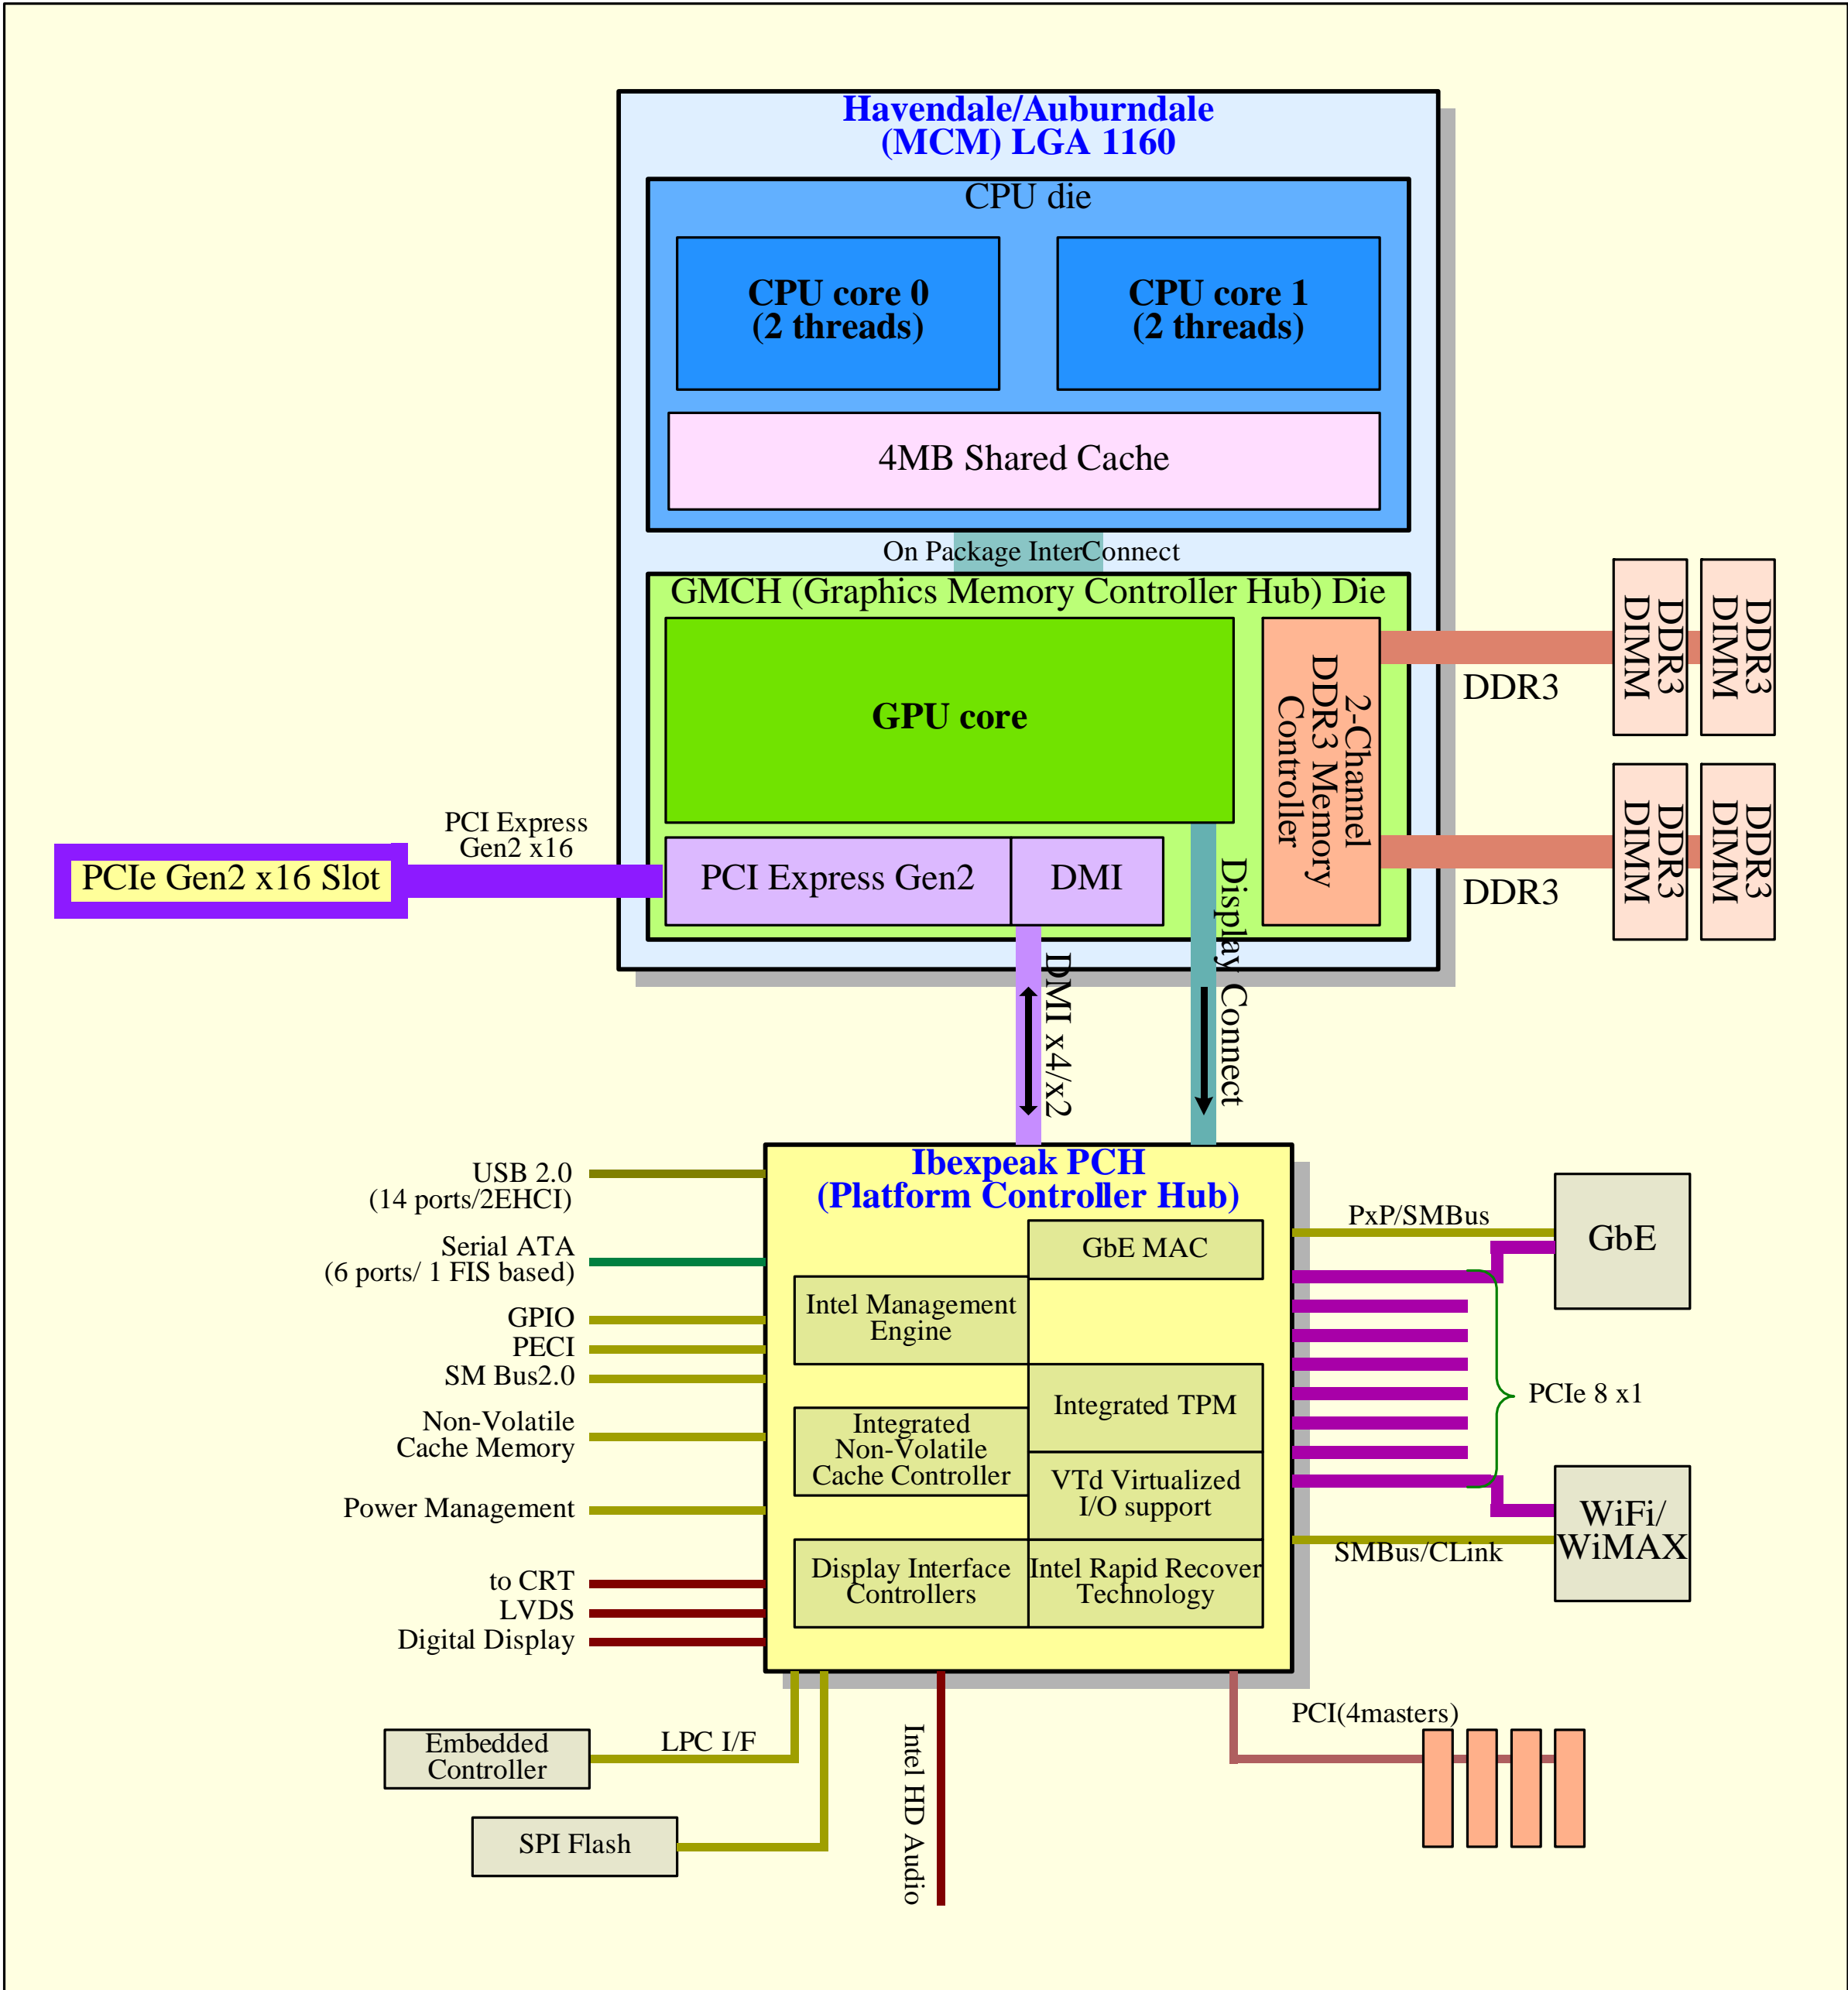 Havendale/Auburndale
(MCM) LGA 1160
CPU die
CPU core 0
(2 threads)
CPU core 1
(2 threads)
4MB Shared Cache
On Package InterConnect
GMCH (Graphics Memory Controller Hub) Die
GPU core
2-Channel
DDR3 Memory
Controller
DDR3
DDR3
DIMM
DDR3
DIMM
DDR3
DDR3
DIMM
DDR3
DIMM
PCI Express
Gen2 x16
PCIe Gen2 x16 Slot
PCI Express Gen2
DMI
DMI x4/x2
Display Connect
Ibexpeak PCH
(Platform Controller Hub)
USB 2.0
(14 ports/2EHCI)
Serial ATA
(6 ports/ 1 FIS based)
GPIO
PECI
SM Bus2.0
Non-Volatile
Cache Memory
Power Management
to CRT
LVDS
Digital Display
GbE MAC
Intel Management
Engine
Integrated TPM
Integrated
Non-Volatile
Cache Controller
VTd Virtualized
I/O support
Display Interface
Controllers
Intel Rapid Recover
Technology
PxP/SMBus
GbE
PCIe 8 x1
WiFi/
WiMAX
SMBus/CLink
Embedded
Controller
LPC I/F
SPI Flash
Intel HD Audio
PCI(4masters)